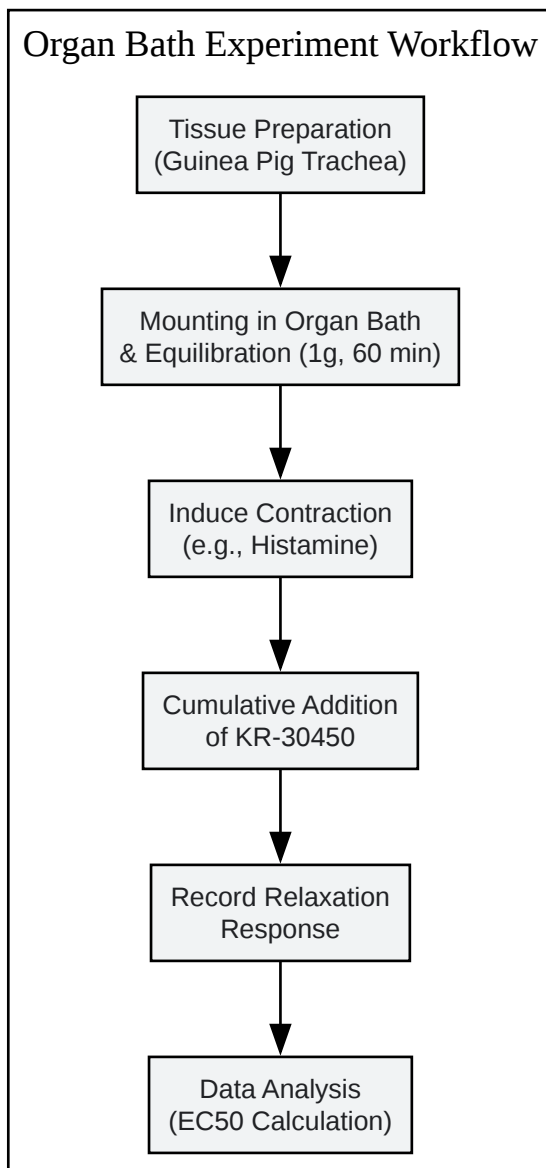 Organ Bath Experiment Workflow
Tissue Preparation
(Guinea Pig Trachea)
Mounting in Organ Bath
& Equilibration (1g, 60 min)
Induce Contraction
(e.g., Histamine)
Cumulative Addition
of KR-30450
Record Relaxation
Response
Data Analysis
(EC50 Calculation)